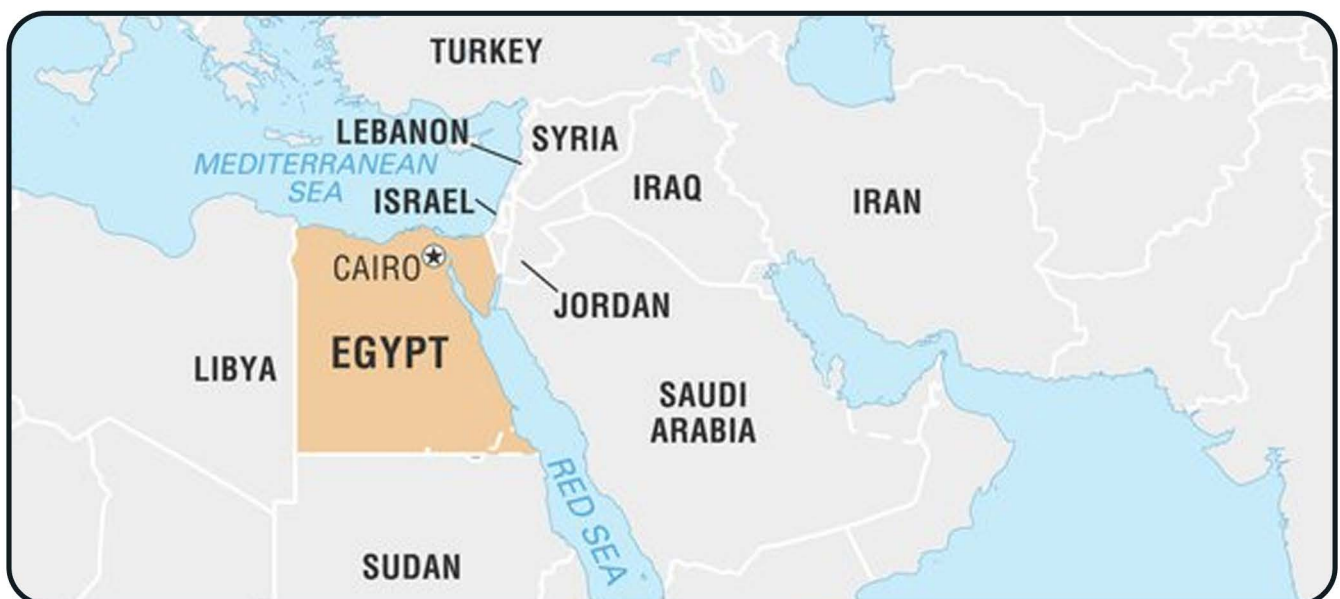 TURKEY
LEBANON
SYRIA
MEDITERRANEAN
SEA
ISRAEL
IRAQ
IRAN
CAIRO
JORDAN
EGYPT
LIBYA
SAUDI
ARABIA
RED SEA
SUDAN